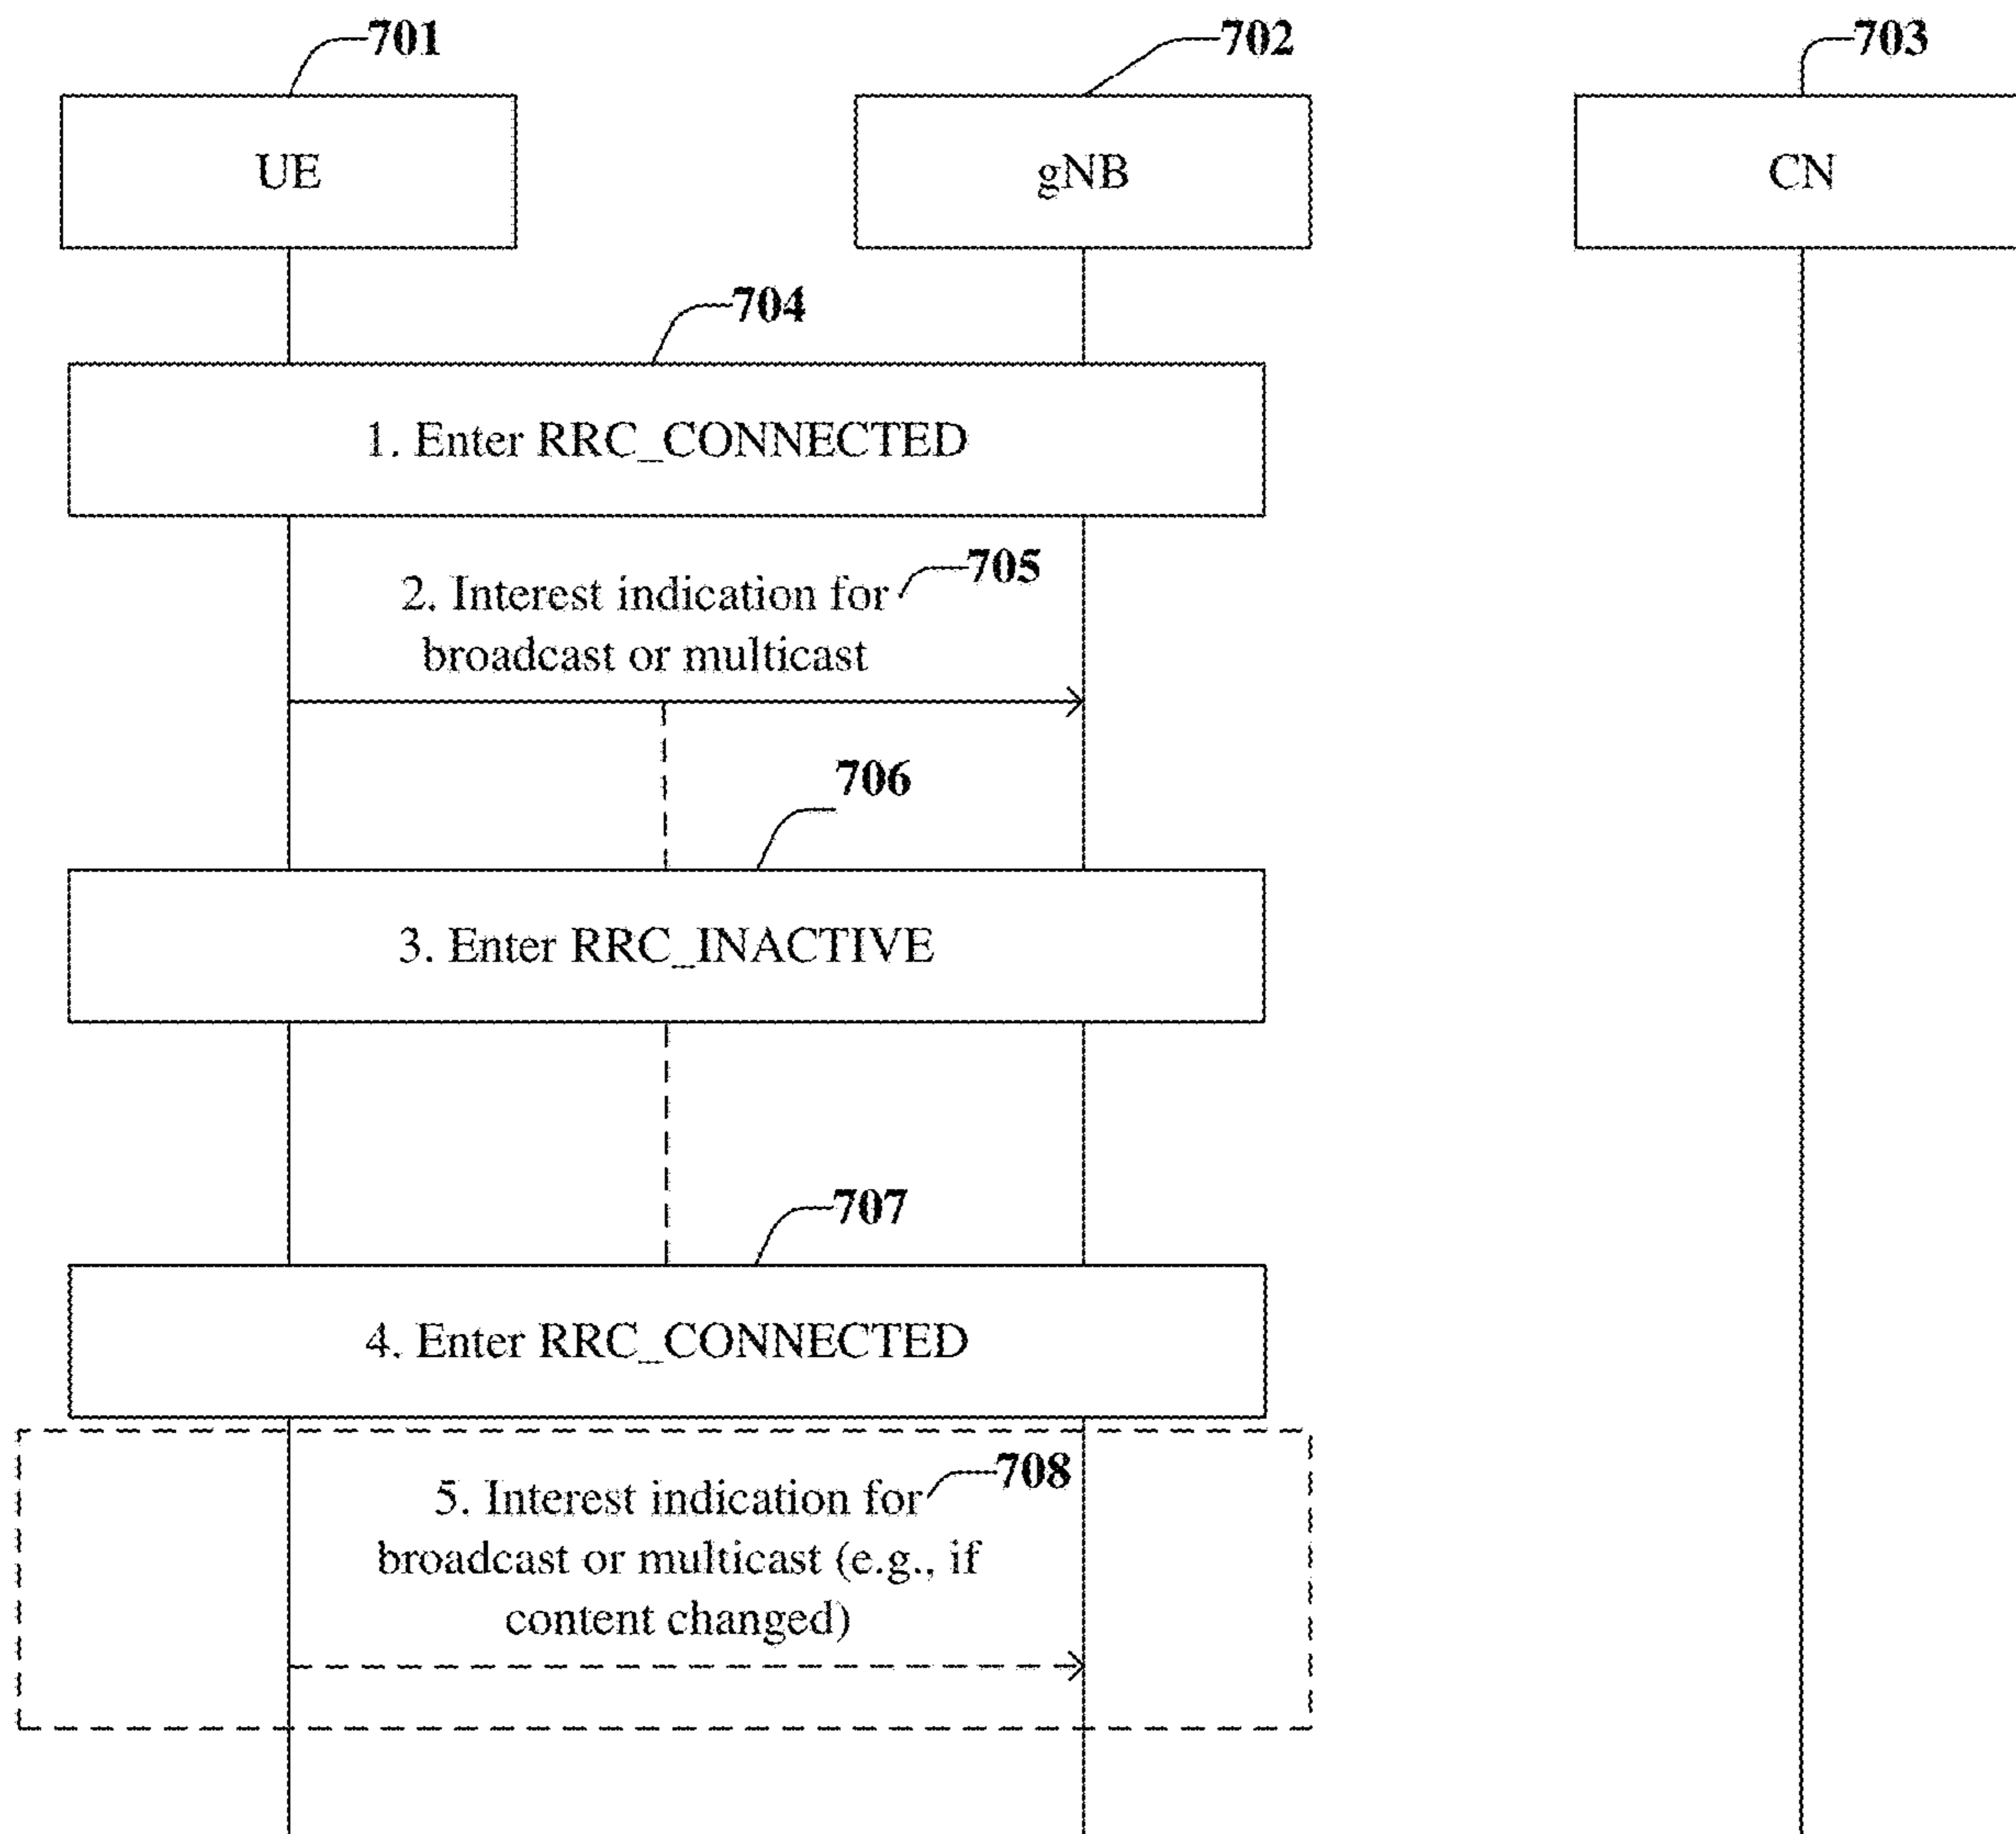 701
702
703
UE
gNB
CN
704
1. Enter RRC_CONNECTED
705
2. Interest indication for
broadcast or multicast
706
3. Enter RRC_INACTIVE
707
4. Enter RRC_CONNECTED
708
5. Interest indication for
broadcast or multicast (e.g., if
content changed)